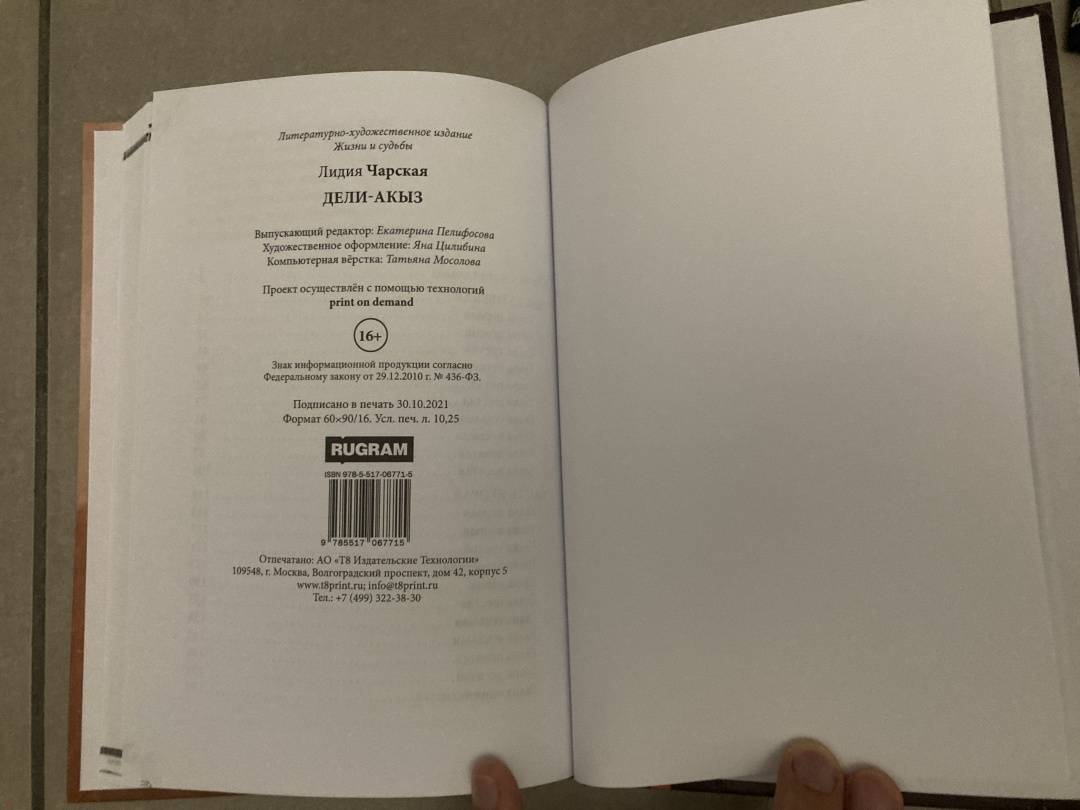 Литературно-художественное издание
Жизни и судьбы
Лидия Чарская
ДЕЛИ-АКЫЗ
Выпускающий редактор: Екатерина Пелифосова
Художественное оформление: Яна Цилибина
Компьютерная вёрстка: Татьяна Мосолова
Проект осуществлён с помощью технологий
print on demand
16+
Знак информационной продукции согласно
Федеральному закону от 29.12.2010 г. № 436-ФЗ.
Подписано в печать 30.10.2021
Формат 60×90/16. Усл. печ. л. 10,25
RUGRAM
ISBN 978-5-517-06771-5
9 785517 067715
Отпечатано: АО «Т8 Издательские Технологии»
109548, г. Москва, Волгоградский проспект, дом 42, корпус 5
www.t8print.ru; info@t8print.ru
Тел.: +7 (499) 322-38-30